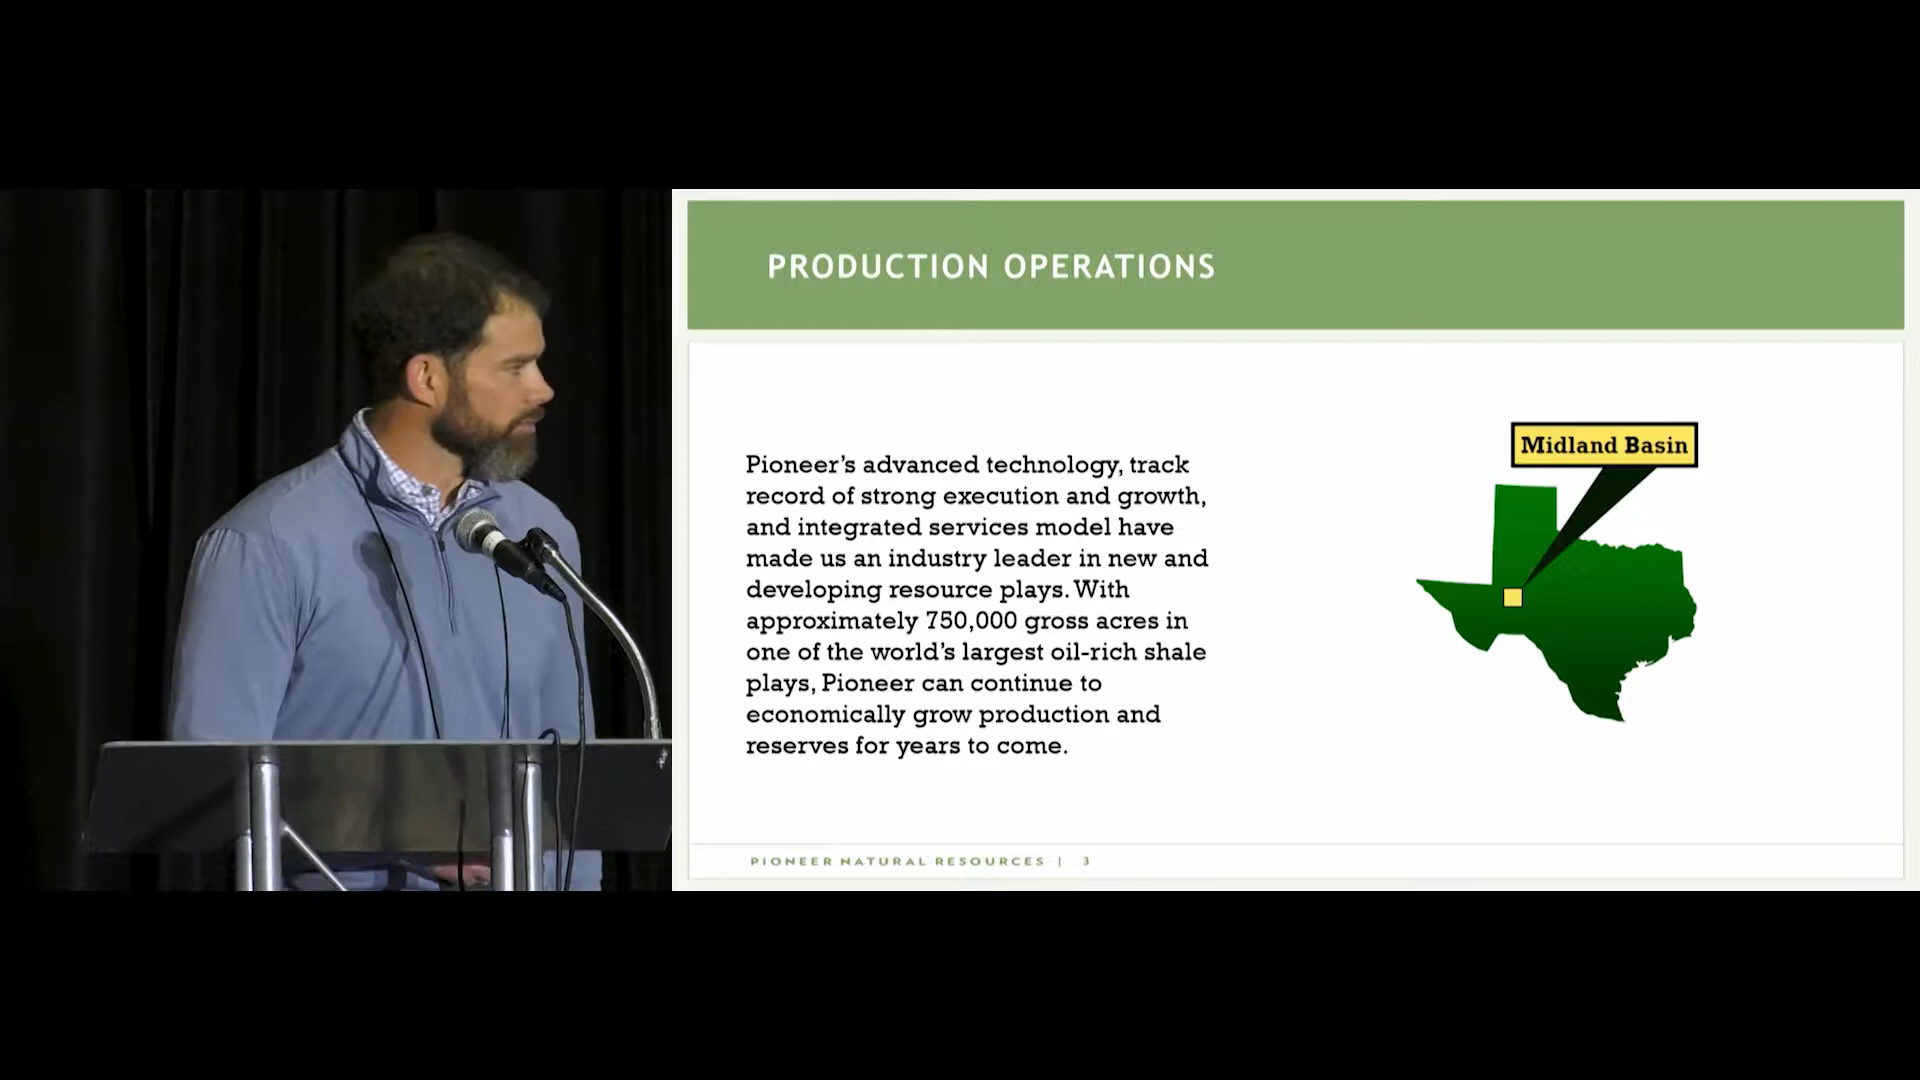 PRODUCTION OPERATIONS
Pioneer's advanced technology, track
record of strong execution and growth,
and integrated services model have
made us an industry leader in new and
developing resource plays. With
approximately 750,000 gross acres in
one of the world's largest oil-rich shale
plays, Pioneer can continue to
economically grow production and
reserves for years to come.
Midland Basin
PIONEER NATURAL RESOURCES | 3